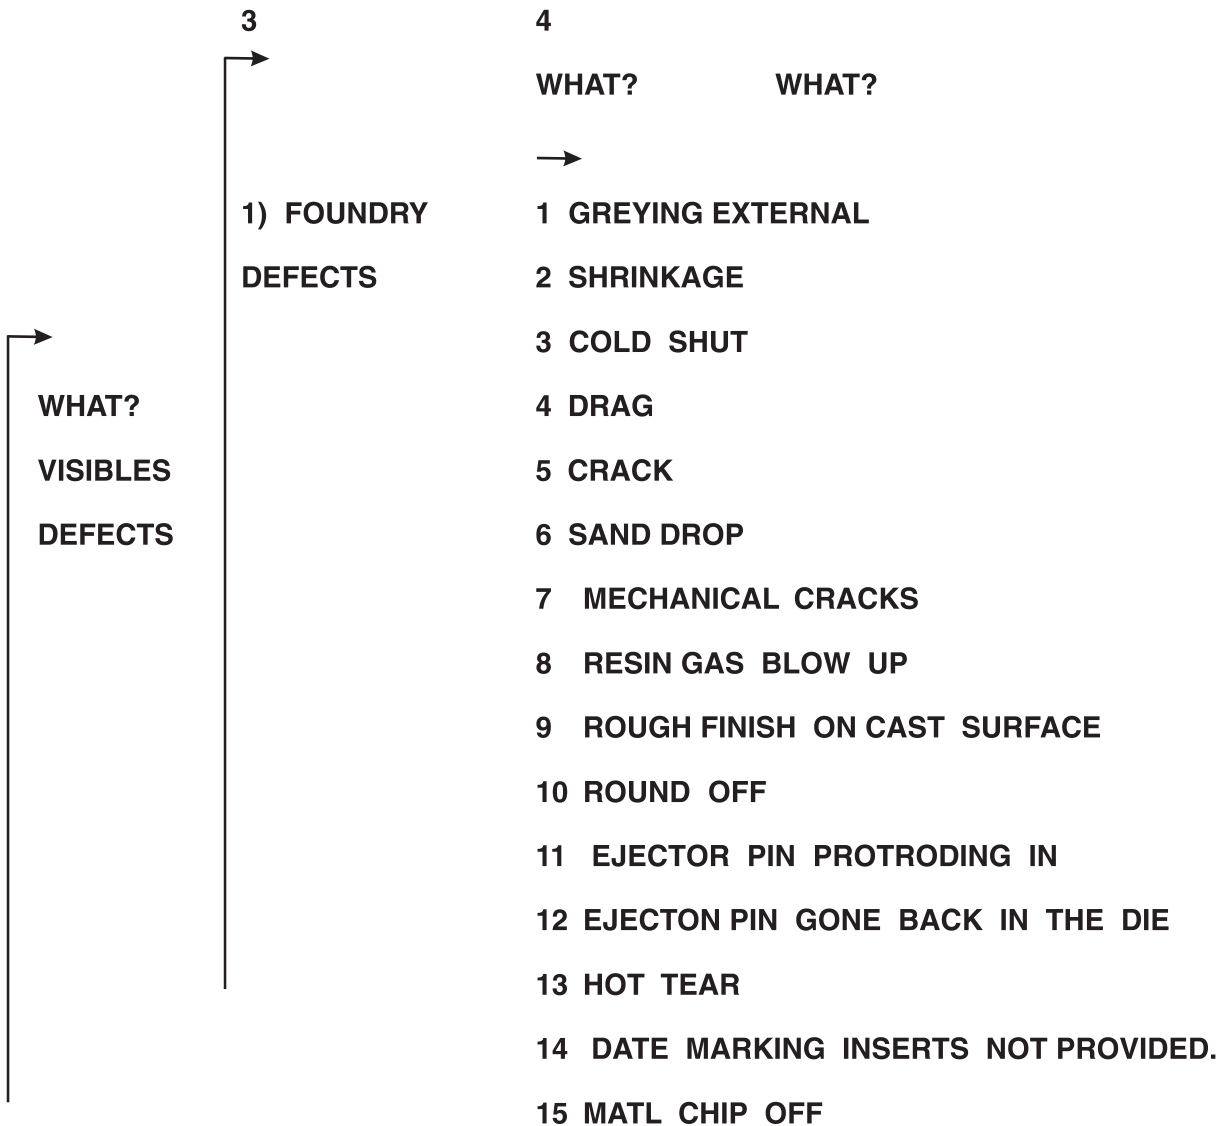 3 4
WHAT? WHAT?
1) FOUNDRY 1 GREYING EXTERNAL
DEFECTS 2 SHRINKAGE
3 COLD SHUT
WHAT? 4 DRAG
VISIBLES 5 CRACK
DEFECTS 6 SAND DROP
7 MECHANICAL CRACKS
8 RESIN GAS BLOW UP
9 ROUGH FINISH ON CAST SURFACE
10 ROUND OFF
11 EJECTOR PIN PROTRODING IN
12 EJECTON PIN GONE BACK IN THE DIE
13 HOT TEAR
14 DATE MARKING INSERTS NOT PROVIDED.
15 MATL CHIP OFF